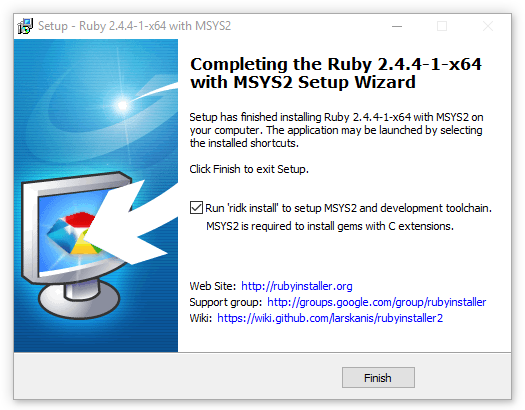 Setup - Ruby 2.4.4-1-x64 with MSYS2
Completing the Ruby 2.4.4-1-x64
with MSYS2 Setup Wizard
Setup has finished installing Ruby 2.4.4-1-x64 with MSYS2 on
your computer. The application may be launched by selecting
the installed shortcuts.
Click Finish to exit Setup.
Run 'ridk install' to setup MSYS2 and development toolchain.
MSYS2 is required to install gems with C extensions.
Web Site: http://rubyinstaller.org
Support group: http://groups.google.com/group/rubyinstaller
Wiki: https://wiki.github.com/larskanis/rubyinstaller2
Finish